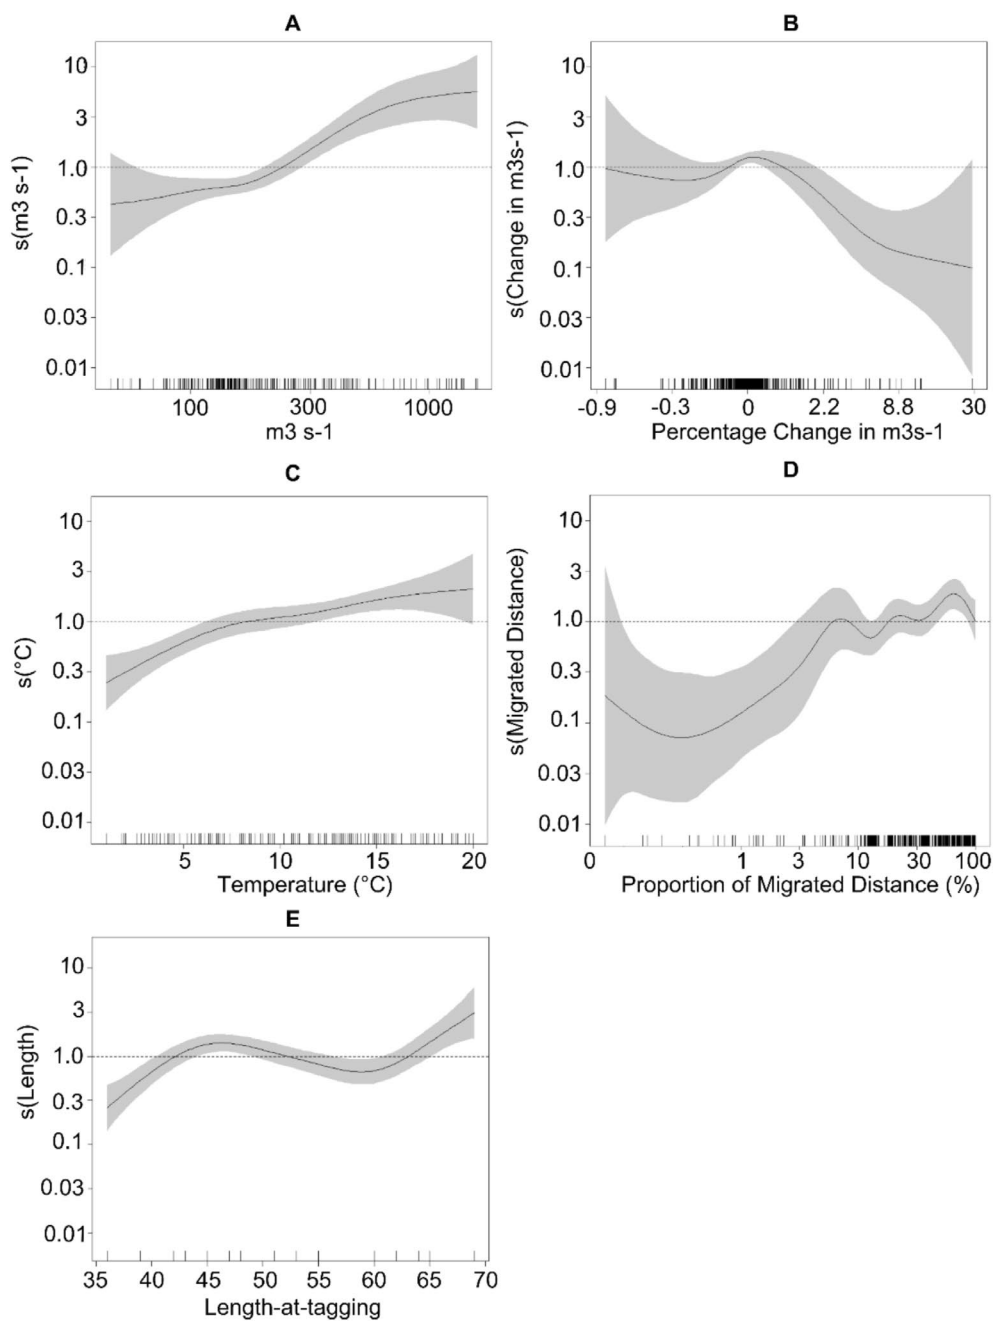 A
10
3
1.0
0.3
0.1
0.03
0.01
s(m3 s-1)
100 300 1000
m3 s-1
B
10
3
1.0
0.3
0.1
0.03
0.01
s(Change in m3s-1)
-0.9 -0.3 0 2.2 8.8 30
Percentage Change in m3s-1
C
10
3
1.0
0.3
0.1
0.03
0.01
s(°C)
5 10 15 20
Temperature (°C)
D
10
3
1.0
0.3
0.1
0.03
0.01
s(Migrated Distance)
0 1 3 10 30 100
Proportion of Migrated Distance (%)
E
10
3
1.0
0.3
0.1
0.03
0.01
s(Length)
35 40 45 50 55 60 65 70
Length-at-tagging